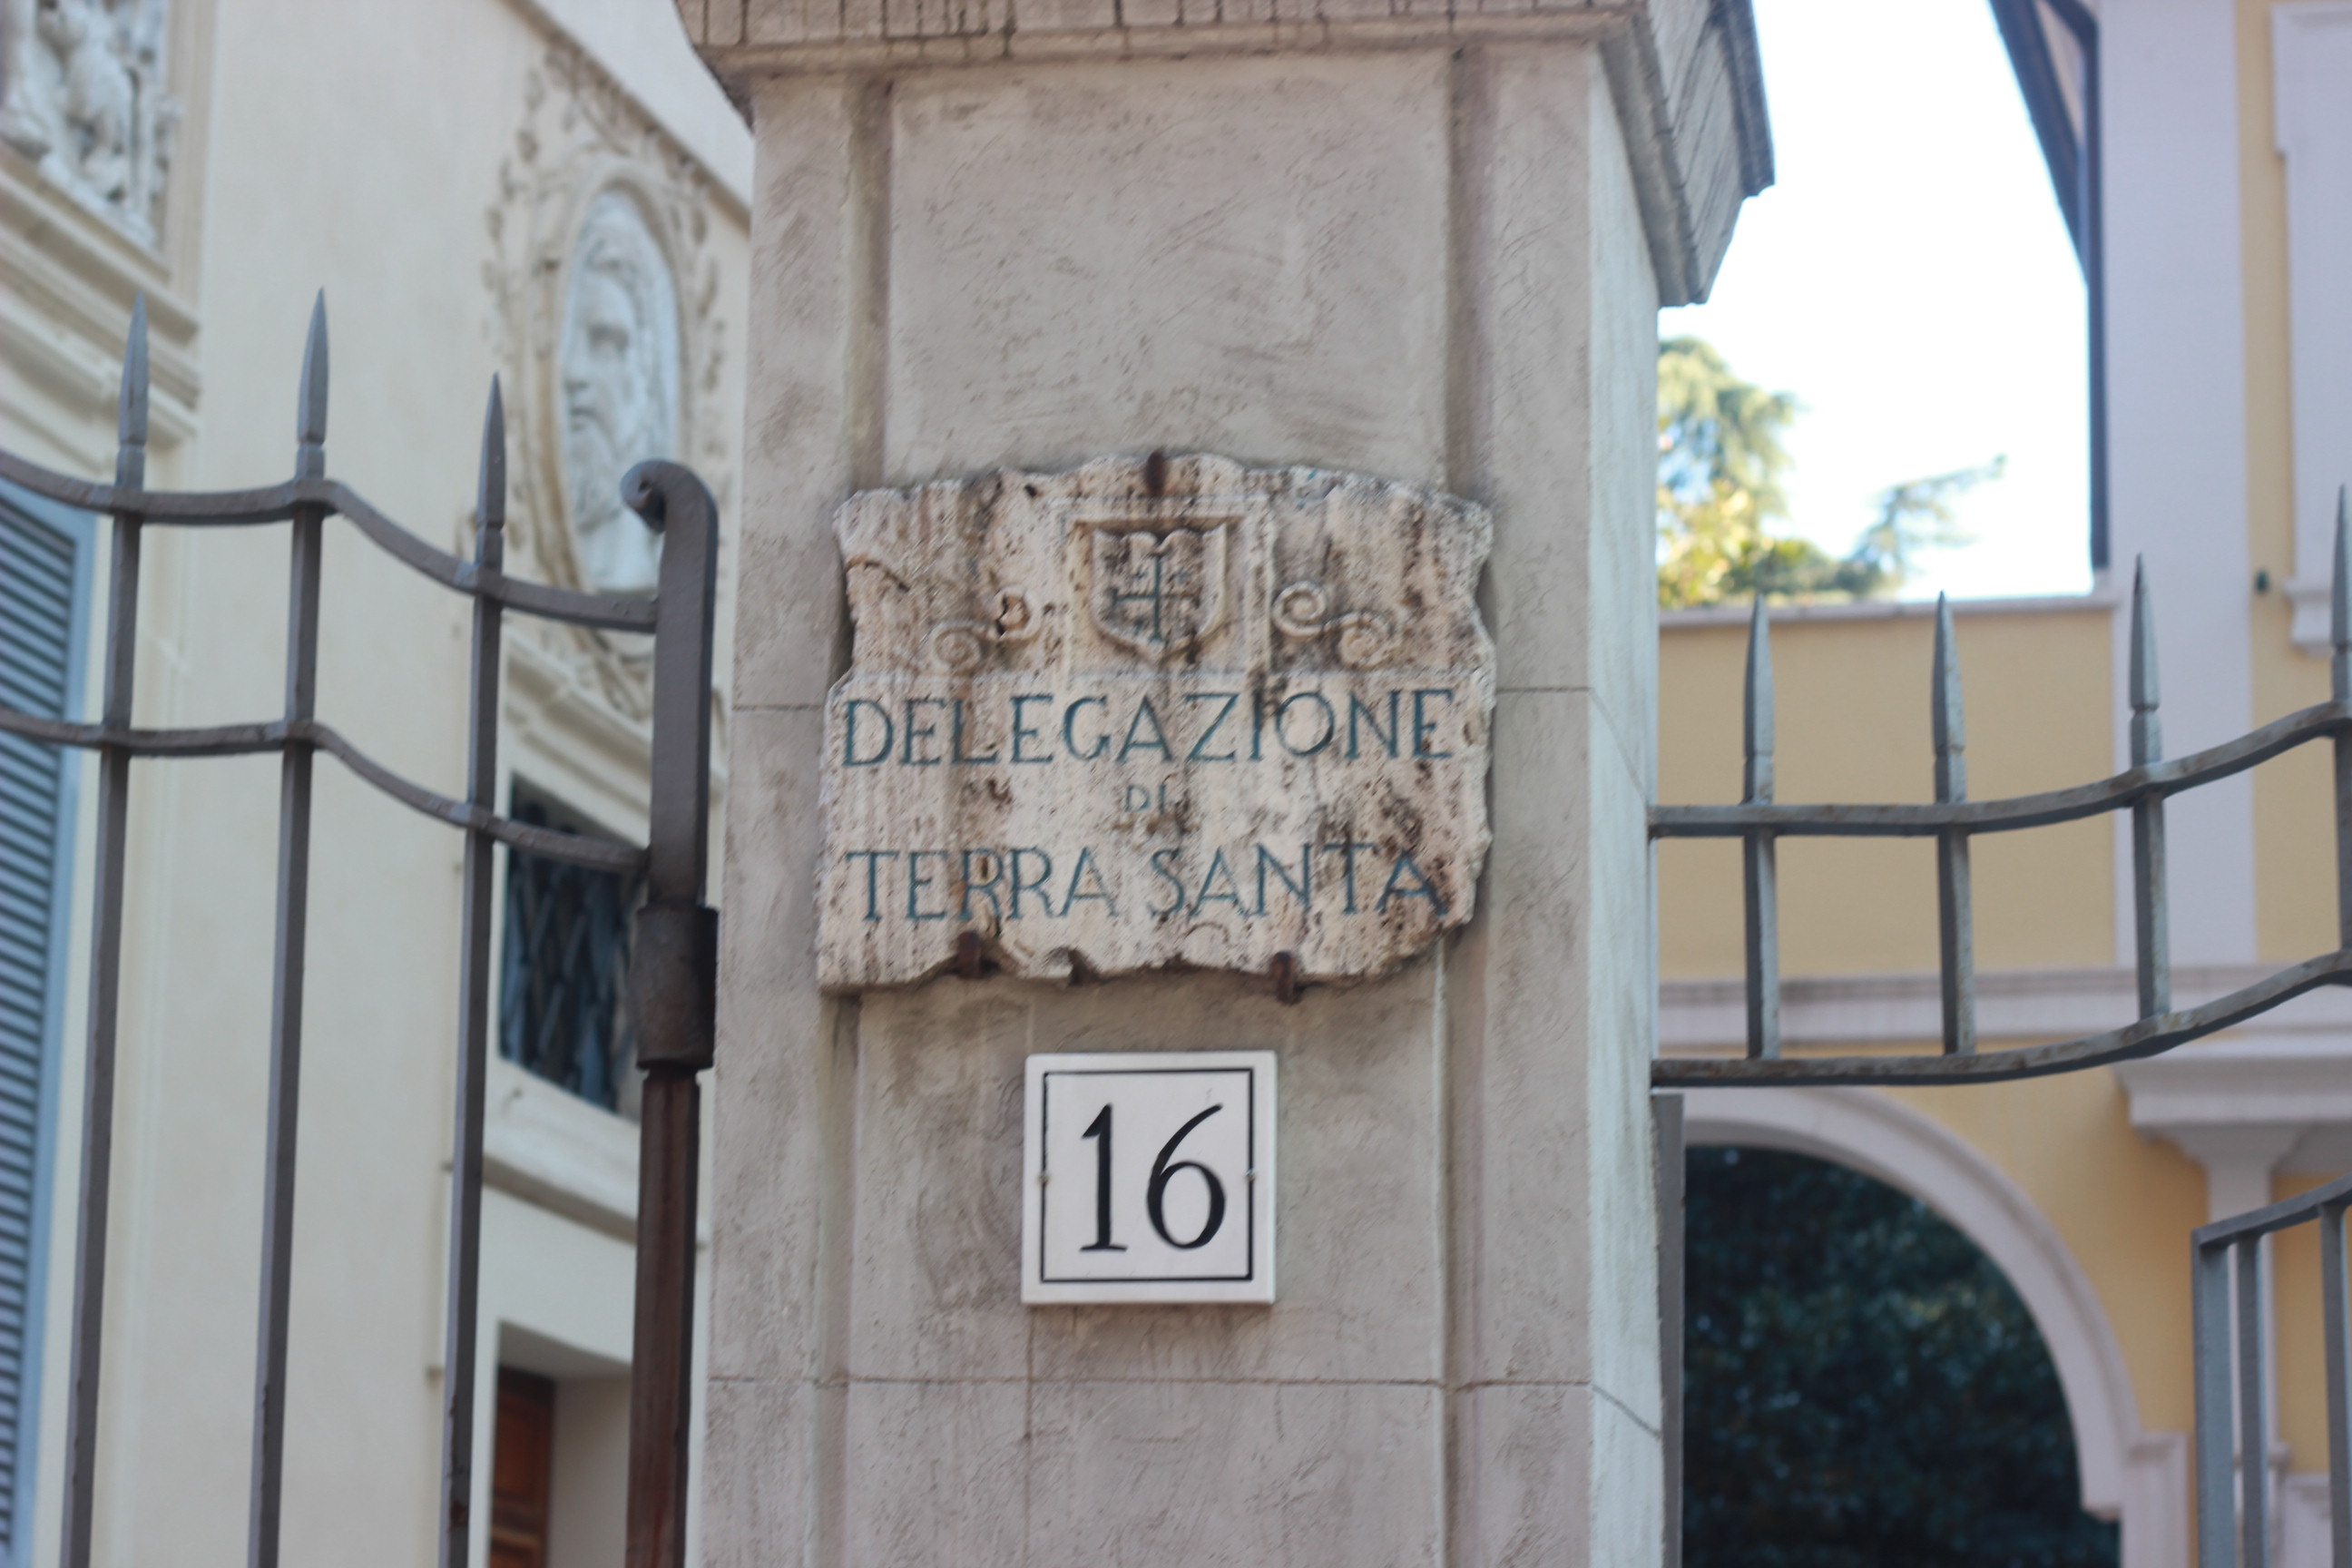 DELEGAZIONE
DI
TERRA SANTA
16